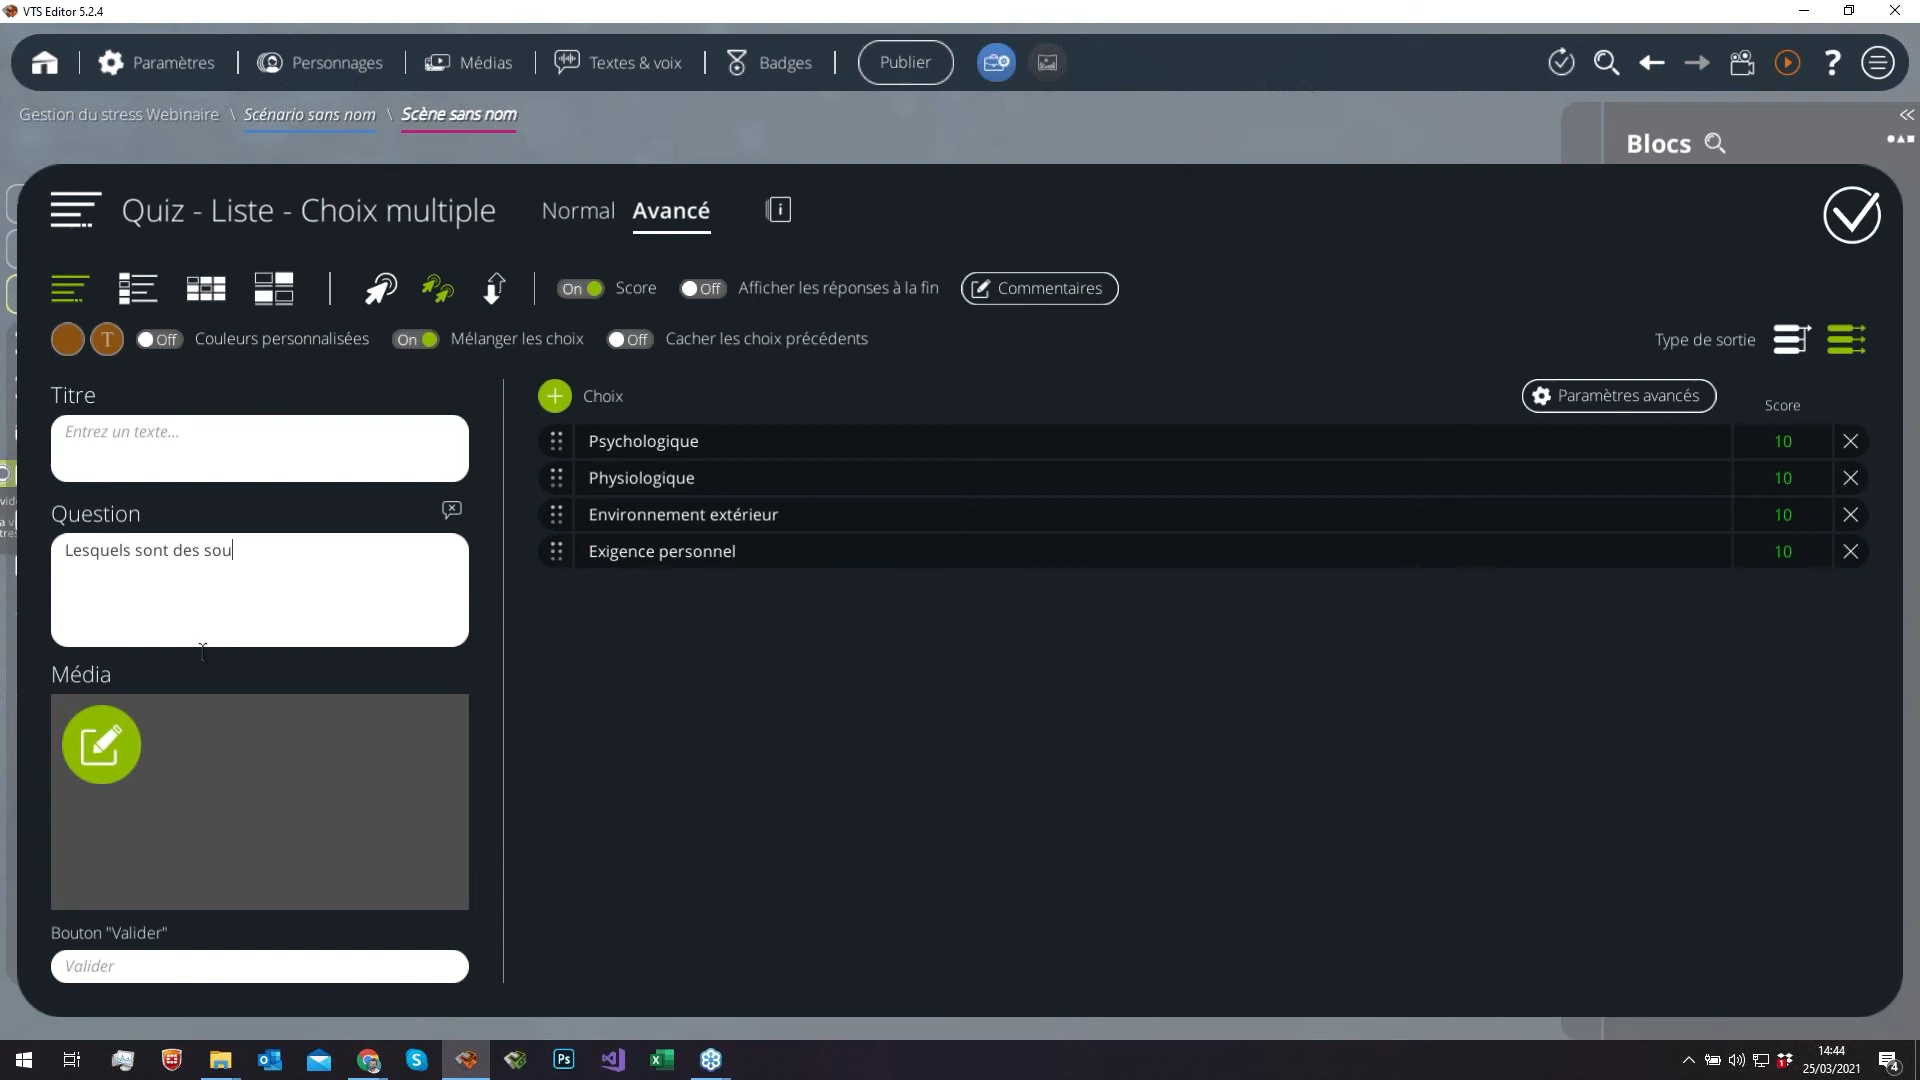 VTS Editor 5.2.4
Paramètres
Personnages
Médias
Textes & voix
Badges
Publier
Gestion du stress Webinaire \ Scénario sans nom \ Scène sans nom
Blocs
Quiz - Liste - Choix multiple
Normal
Avancé
On
Score
Off
Afficher les réponses à la fin
Commentaires
T
Off
Couleurs personnalisées
On
Mélanger les choix
Off
Cacher les choix précédents
Type de sortie
Titre
Entrez un texte...
Question
Lesquels sont des sou
Média
Bouton "Valider"
Valider
Choix
Paramètres avancés
Score
Psychologique 10
Physiologique 10
Environnement extérieur 10
Exigence personnel 10
Ps
14:44
25/03/2021
4